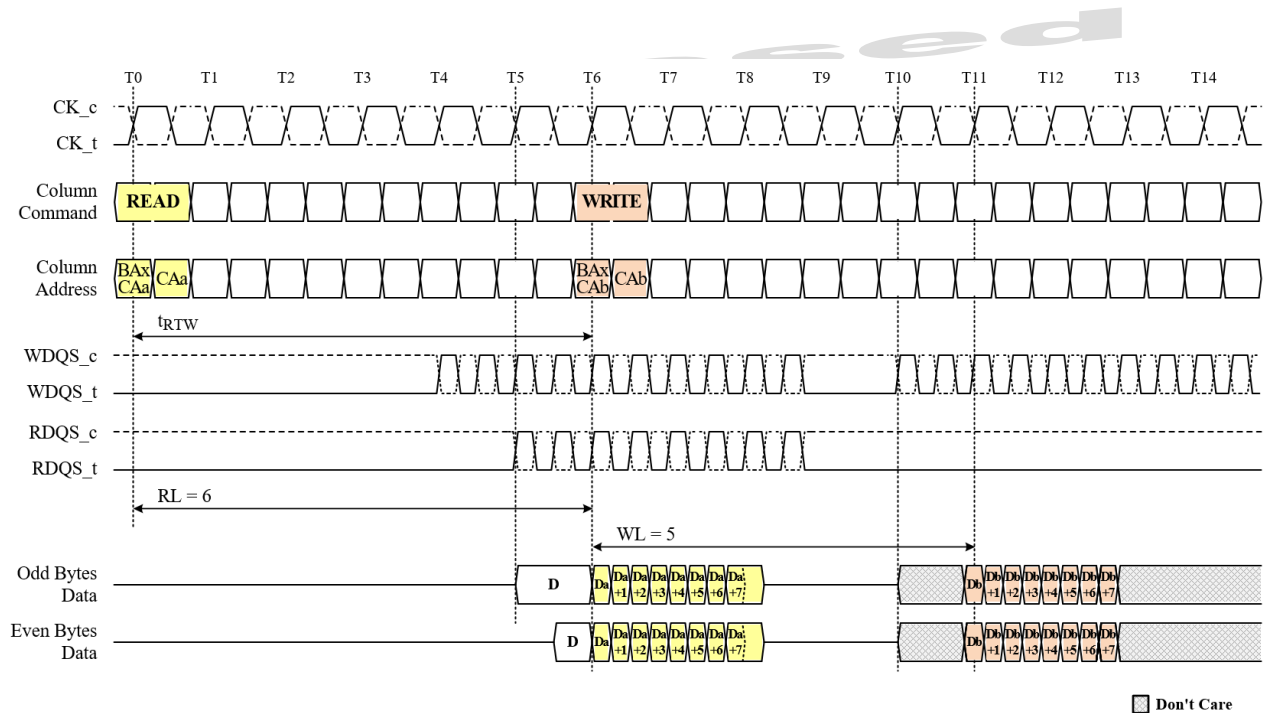 T0 T1 T2 T3 T4 T5 T6 T7 T8 T9 T10 T11 T12 T13 T14
CK_c
CK_t
Column
Command
READ WRITE
Column
Address
BAx
CAa CAa
BAx
CAb CAb
tRTW
WDQS_c
WDQS_t
RDQS_c
RDQS_t
RL = 6
WL = 5
Odd Bytes
Data
D Da Da Da Da Da Da Da Da Db Db Db Db Db Db Db Db
+1 +2 +3 +4 +5 +6 +7 +1 +2 +3 +4 +5 +6 +7
Even Bytes
Data
D Da Da Da Da Da Da Da Da Db Db Db Db Db Db Db Db
+1 +2 +3 +4 +5 +6 +7 +1 +2 +3 +4 +5 +6 +7
Don't Care